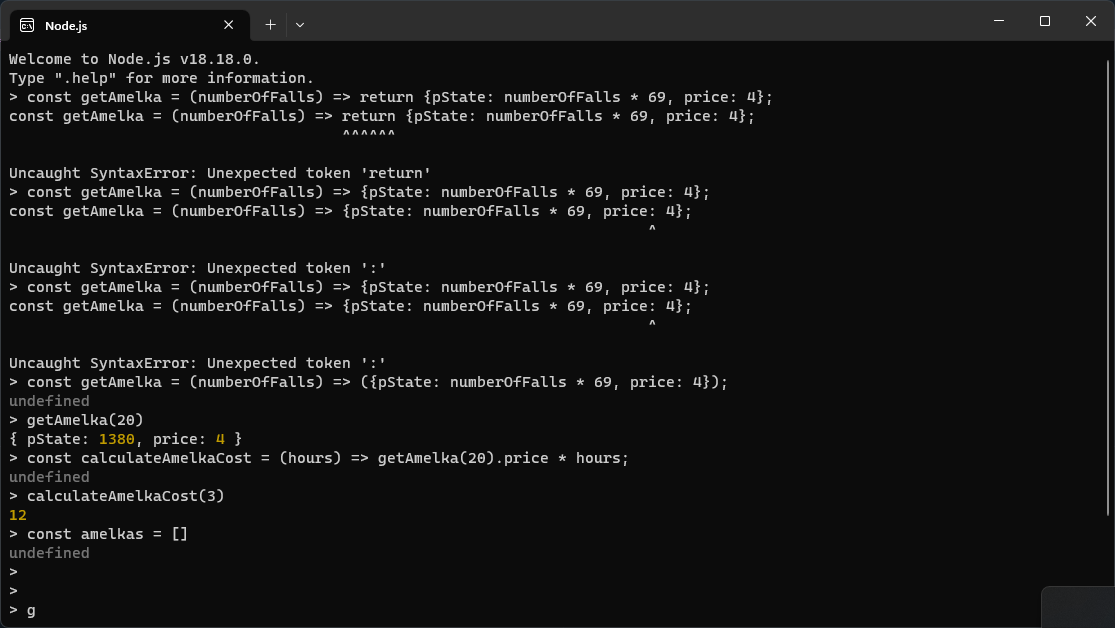 Node.js
Welcome to Node.js v18.18.0.
Type ".help" for more information.
> const getAmelka = (numberOfFalls) => return {pState: numberOfFalls * 69, price: 4};
const getAmelka = (numberOfFalls) => return {pState: numberOfFalls * 69, price: 4};
                                     ^^^^^^
Uncaught SyntaxError: Unexpected token 'return'
> const getAmelka = (numberOfFalls) => {pState: numberOfFalls * 69, price: 4};
const getAmelka = (numberOfFalls) => {pState: numberOfFalls * 69, price: 4};
                                                                       ^
Uncaught SyntaxError: Unexpected token ':'
> const getAmelka = (numberOfFalls) => {pState: numberOfFalls * 69, price: 4};
const getAmelka = (numberOfFalls) => {pState: numberOfFalls * 69, price: 4};
                                                                       ^
Uncaught SyntaxError: Unexpected token ':'
> const getAmelka = (numberOfFalls) => ({pState: numberOfFalls * 69, price: 4});
undefined
> getAmelka(20)
{ pState: 1380, price: 4 }
> const calculateAmelkaCost = (hours) => getAmelka(20).price * hours;
undefined
> calculateAmelkaCost(3)
12
> const amelkas = []
undefined
>
>
> g